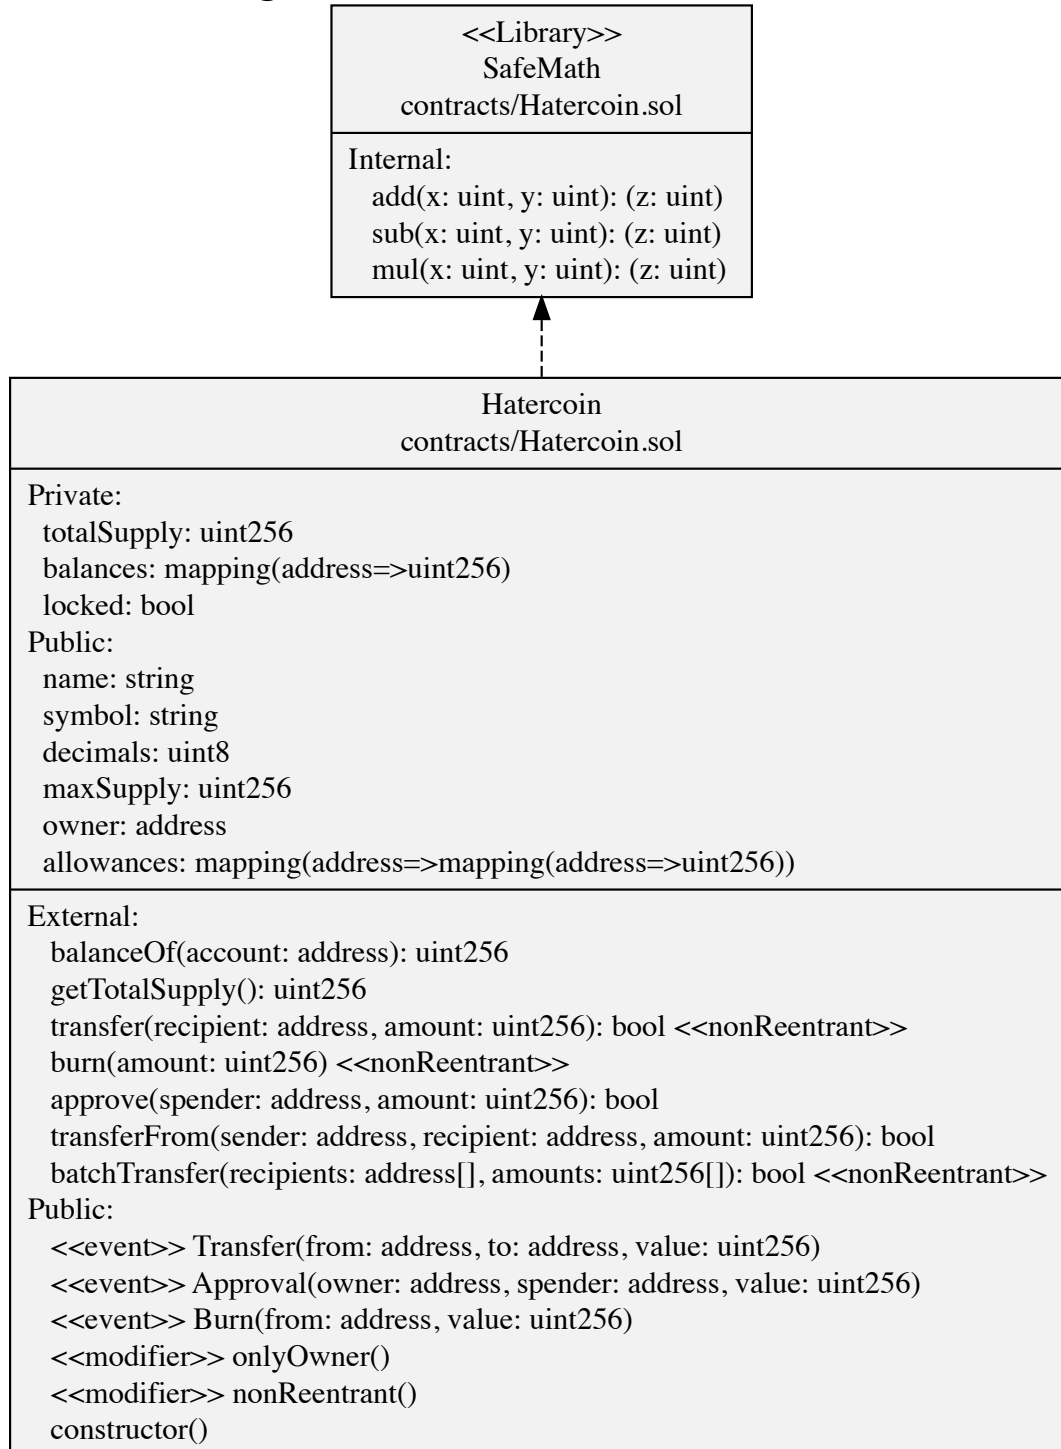 <<Library>>
SafeMath
contracts/Hatercoin.sol
Internal:
add(x: uint, y: uint): (z: uint)
sub(x: uint, y: uint): (z: uint)
mul(x: uint, y: uint): (z: uint)
Hatercoin
contracts/Hatercoin.sol
Private:
totalSupply: uint256
balances: mapping(address=>uint256)
locked: bool
Public:
name: string
symbol: string
decimals: uint8
maxSupply: uint256
owner: address
allowances: mapping(address=>mapping(address=>uint256))
External:
balanceOf(account: address): uint256
getTotalSupply(): uint256
transfer(recipient: address, amount: uint256): bool <<nonReentrant>>
burn(amount: uint256) <<nonReentrant>>
approve(spender: address, amount: uint256): bool
transferFrom(sender: address, recipient: address, amount: uint256): bool
batchTransfer(recipients: address[], amounts: uint256[]): bool <<nonReentrant>>
Public:
<<event>> Transfer(from: address, to: address, value: uint256)
<<event>> Approval(owner: address, spender: address, value: uint256)
<<event>> Burn(from: address, value: uint256)
<<modifier>> onlyOwner()
<<modifier>> nonReentrant()
constructor()